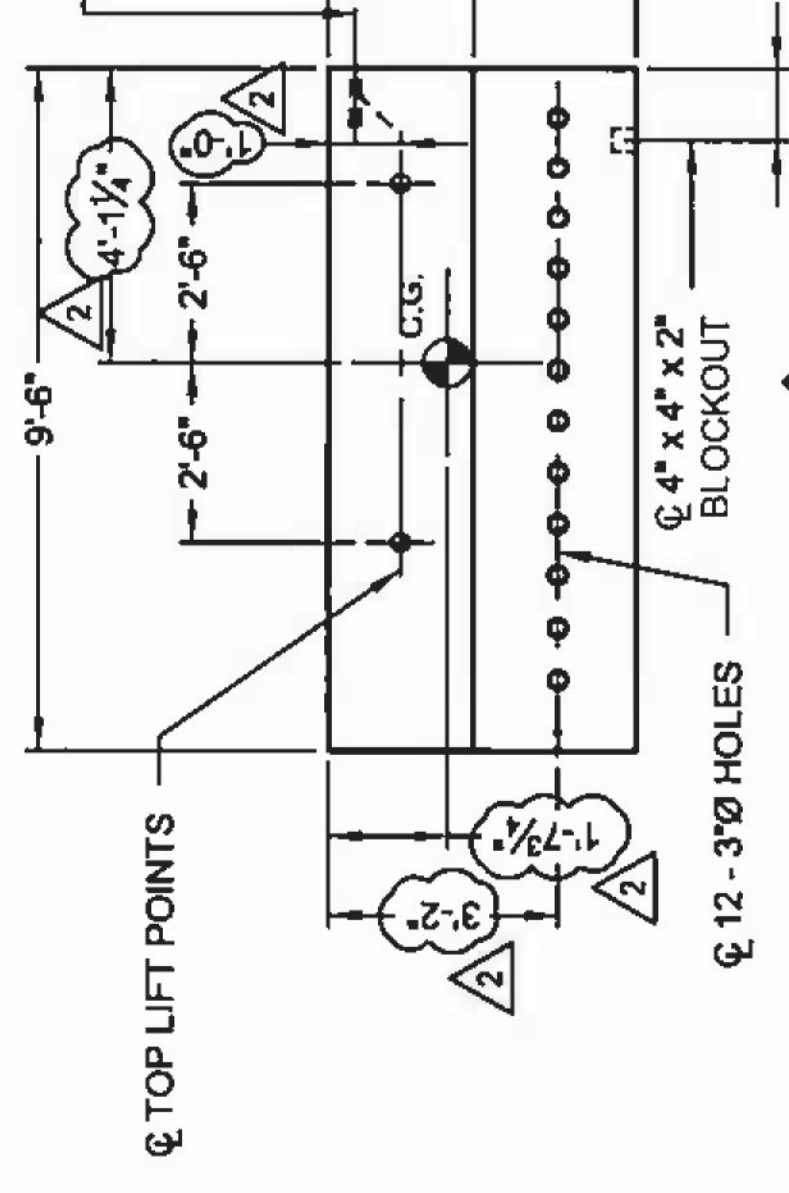 9'-6"
4'-1¼"
2
2'-6"
2'-6"
1'-0"
2
C.G.
℄ TOP LIFT POINTS
1'-7¾"
2
3'-2"
2
℄ 12 - 3"Ø HOLES
℄ 4" x 4" x 2"
BLOCKOUT